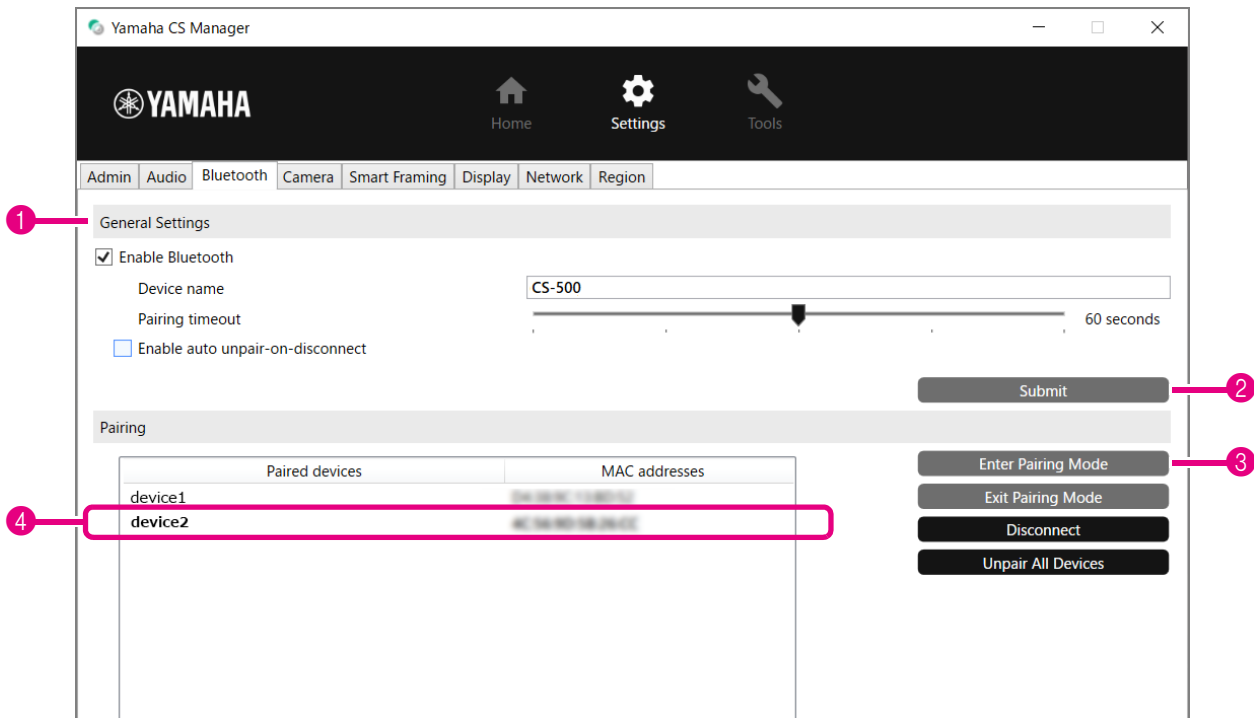 Yamaha CS Manager
YAMAHA
Home Settings Tools
Admin Audio Bluetooth Camera Smart Framing Display Network Region
1
General Settings
Enable Bluetooth
Device name CS-500
Pairing timeout 60 seconds
Enable auto unpair-on-disconnect
Submit 2
Pairing
Paired devices MAC addresses
Enter Pairing Mode 3
device1
Exit Pairing Mode
4 device2
Disconnect
Unpair All Devices